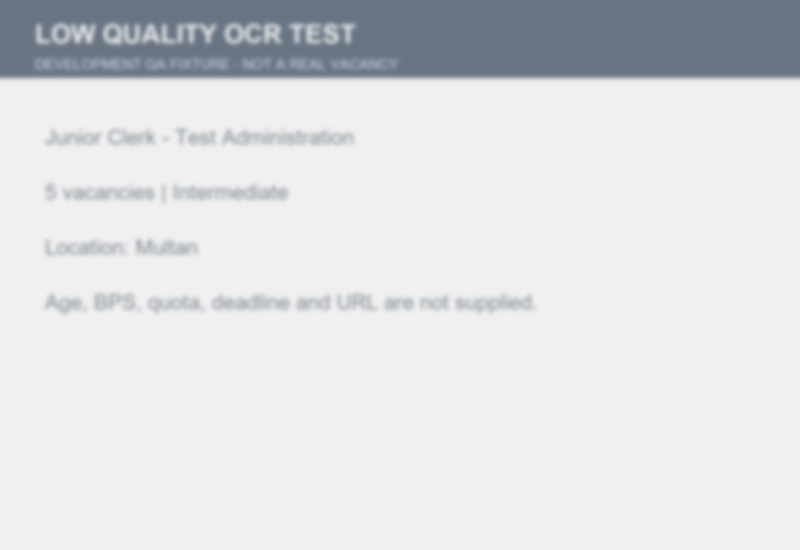 LOW QUALITY OCR TEST
DEVELOPMENT QA FIXTURE - NOT A REAL VACANCY
Junior Clerk - Test Administration
5 vacancies | Intermediate
Location: Multan
Age, BPS, quota, deadline and URL are not supplied.